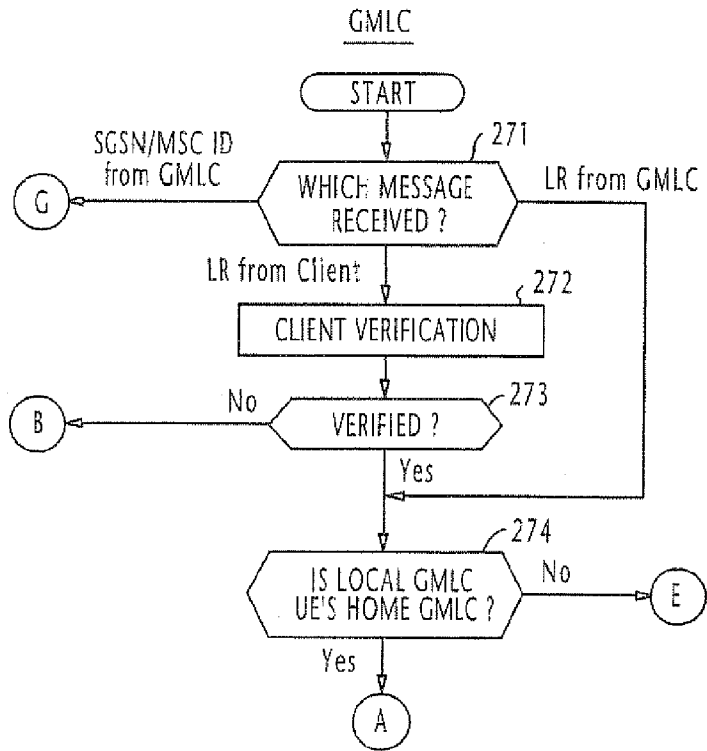 GMLC
START
271
SGSN/MSC ID
from GMLC
G
WHICH MESSAGE
RECEIVED ?
LR from GMLC
LR from Client
272
CLIENT VERIFICATION
273
No
B
VERIFIED ?
Yes
274
IS LOCAL GMLC
UE'S HOME GMLC ?
No
E
Yes
A